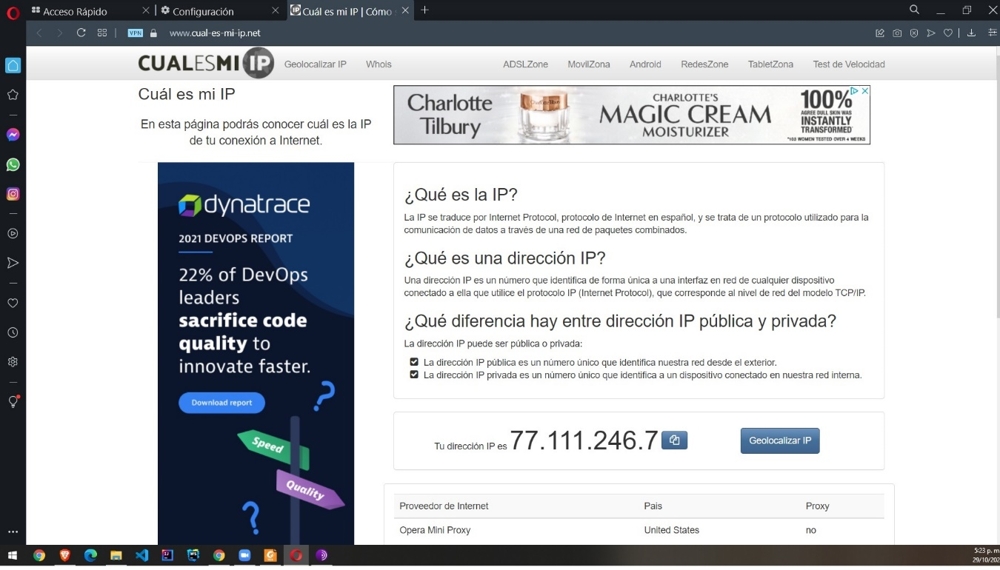 Acceso Rápido
Configuración
Cuál es mi IP | Cómo
VPN
www.cual-es-mi-ip.net
CUALESMI IP
Geolocalizar IP
Whois
ADSLZone
MovilZona
Android
RedesZone
TabletZona
Test de Velocidad
Cuál es mi IP
En esta página podrás conocer cuál es la IP
de tu conexión a Internet.
Charlotte
Tilbury
CHARLOTTE'S
MAGIC CREAM
MOISTURIZER
100%
AGREE DULL SKIN WAS
INSTANTLY
TRANSFORMED*
*103 WOMEN TESTED OVER 4 WEEKS
dynatrace
2021 DEVOPS REPORT
22% of DevOps
leaders
sacrifice code
quality to
innovate faster.
Download report
Speed
Quality
¿Qué es la IP?
La IP se traduce por Internet Protocol, protocolo de Internet en español, y se trata de un protocolo utilizado para la
comunicación de datos a través de una red de paquetes combinados.
¿Qué es una dirección IP?
Una dirección IP es un número que identifica de forma única a una interfaz en red de cualquier dispositivo
conectado a ella que utilice el protocolo IP (Internet Protocol), que corresponde al nivel de red del modelo TCP/IP.
¿Qué diferencia hay entre dirección IP pública y privada?
La dirección IP puede ser pública o privada:
La dirección IP pública es un número único que identifica nuestra red desde el exterior.
La dirección IP privada es un número único que identifica a un dispositivo conectado en nuestra red interna.
Tu dirección IP es 77.111.246.7
Geolocalizar IP
Proveedor de Internet
Pais
Proxy
Opera Mini Proxy
United States
no
5:23 p. m
29/10/202